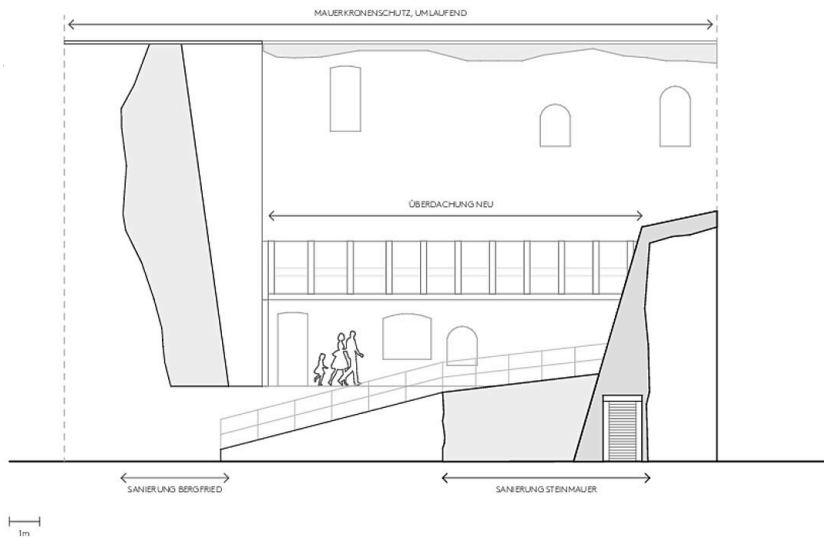 MAUERKRONENSCHUTZ, UMLAUFEND
ÜBERDACHUNG NEU
SANIERUNG BERGFRIED
SANIERUNG STEINMAUER
1m